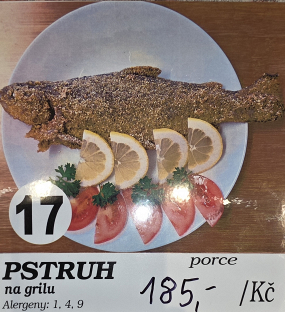 17
PSTRUH
porce
na grilu
185,- /Kč
Alergeny: 1, 4, 9